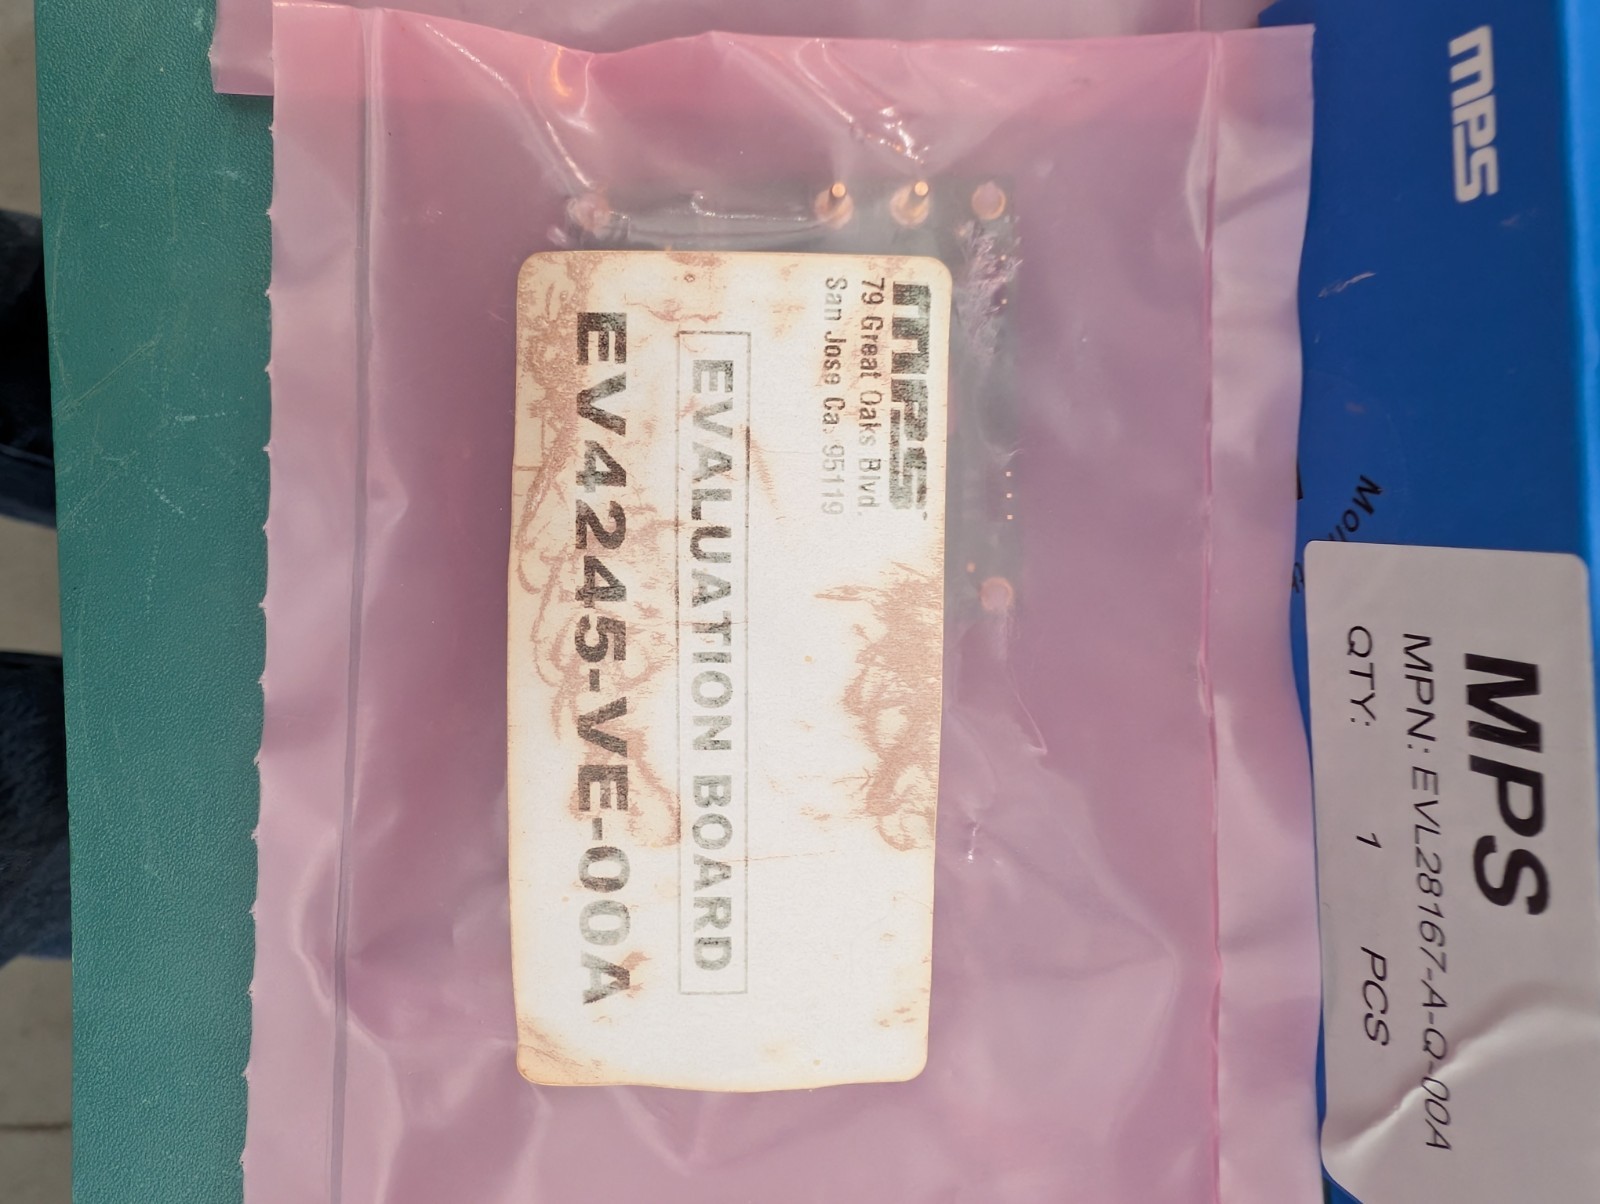 MPS
79 Great Oaks Blvd.
San Jose Ca. 95119
EVALUATION BOARD
EV4245-VE-00A
MPS
MPS
MPN: EVL28167-A-Q-00A
QTY: 1 PCS